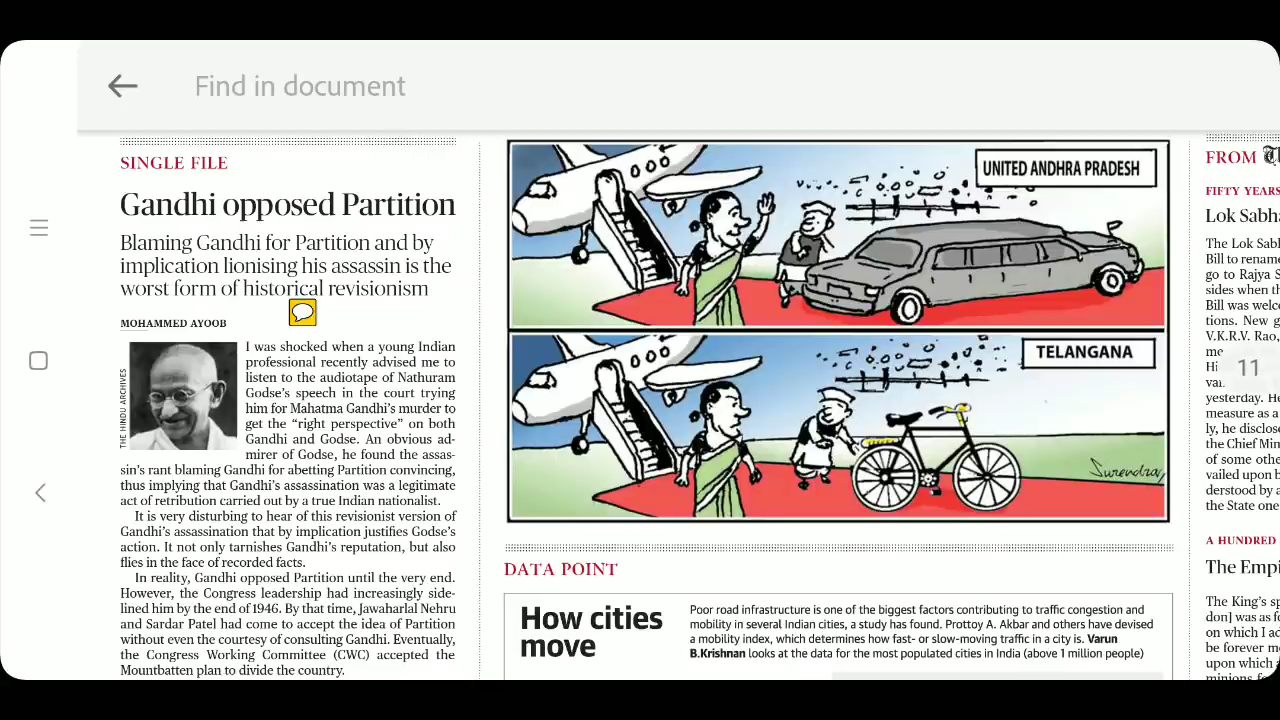 Find in document
SINGLE FILE
Gandhi opposed Partition
Blaming Gandhi for Partition and by
implication lionising his assassin is the
worst form of historical revisionism
MOHAMMED AYOOB
THE HINDU ARCHIVES
I was shocked when a young Indian
professional recently advised me to
listen to the audiotape of Nathuram
Godse's speech in the court trying
him for Mahatma Gandhi's murder to
get the “right perspective” on both
Gandhi and Godse. An obvious ad-
mirer of Godse, he found the assas-
sin's rant blaming Gandhi for abetting Partition convincing,
thus implying that Gandhi's assassination was a legitimate
act of retribution carried out by a true Indian nationalist.
It is very disturbing to hear of this revisionist version of
Gandhi's assassination that by implication justifies Godse's
action. It not only tarnishes Gandhi's reputation, but also
flies in the face of recorded facts.
In reality, Gandhi opposed Partition until the very end.
However, the Congress leadership had increasingly side-
lined him by the end of 1946. By that time, Jawaharlal Nehru
and Sardar Patel had come to accept the idea of Partition
without even the courtesy of consulting Gandhi. Eventually,
the Congress Working Committee (CWC) accepted the
Mountbatten plan to divide the country.
UNITED ANDHRA PRADESH
TELANGANA
Surendra
DATA POINT
How cities
move
Poor road infrastructure is one of the biggest factors contributing to traffic congestion and
mobility in several Indian cities, a study has found. Prottoy A. Akbar and others have devised
a mobility index, which determines how fast- or slow-moving traffic in a city is. Varun
B.Krishnan looks at the data for the most populated cities in India (above 1 million people)
FROM
FIFTY YEARS
Lok Sabh
The Lok Sab
Bill to rename
go to Rajya S
sides when th
Bill was welc
tions. New g
V.K.R.V. Rao,
me
Hi
11
yesterday. He
measure as a
ly, he disclose
the Chief Min
of some othe
vailed upon b
derstood by a
the State one
A HUNDRED
The Empi
The King's sp
don] was as fo
on which I ad
be forever me
upon which a
minions fo